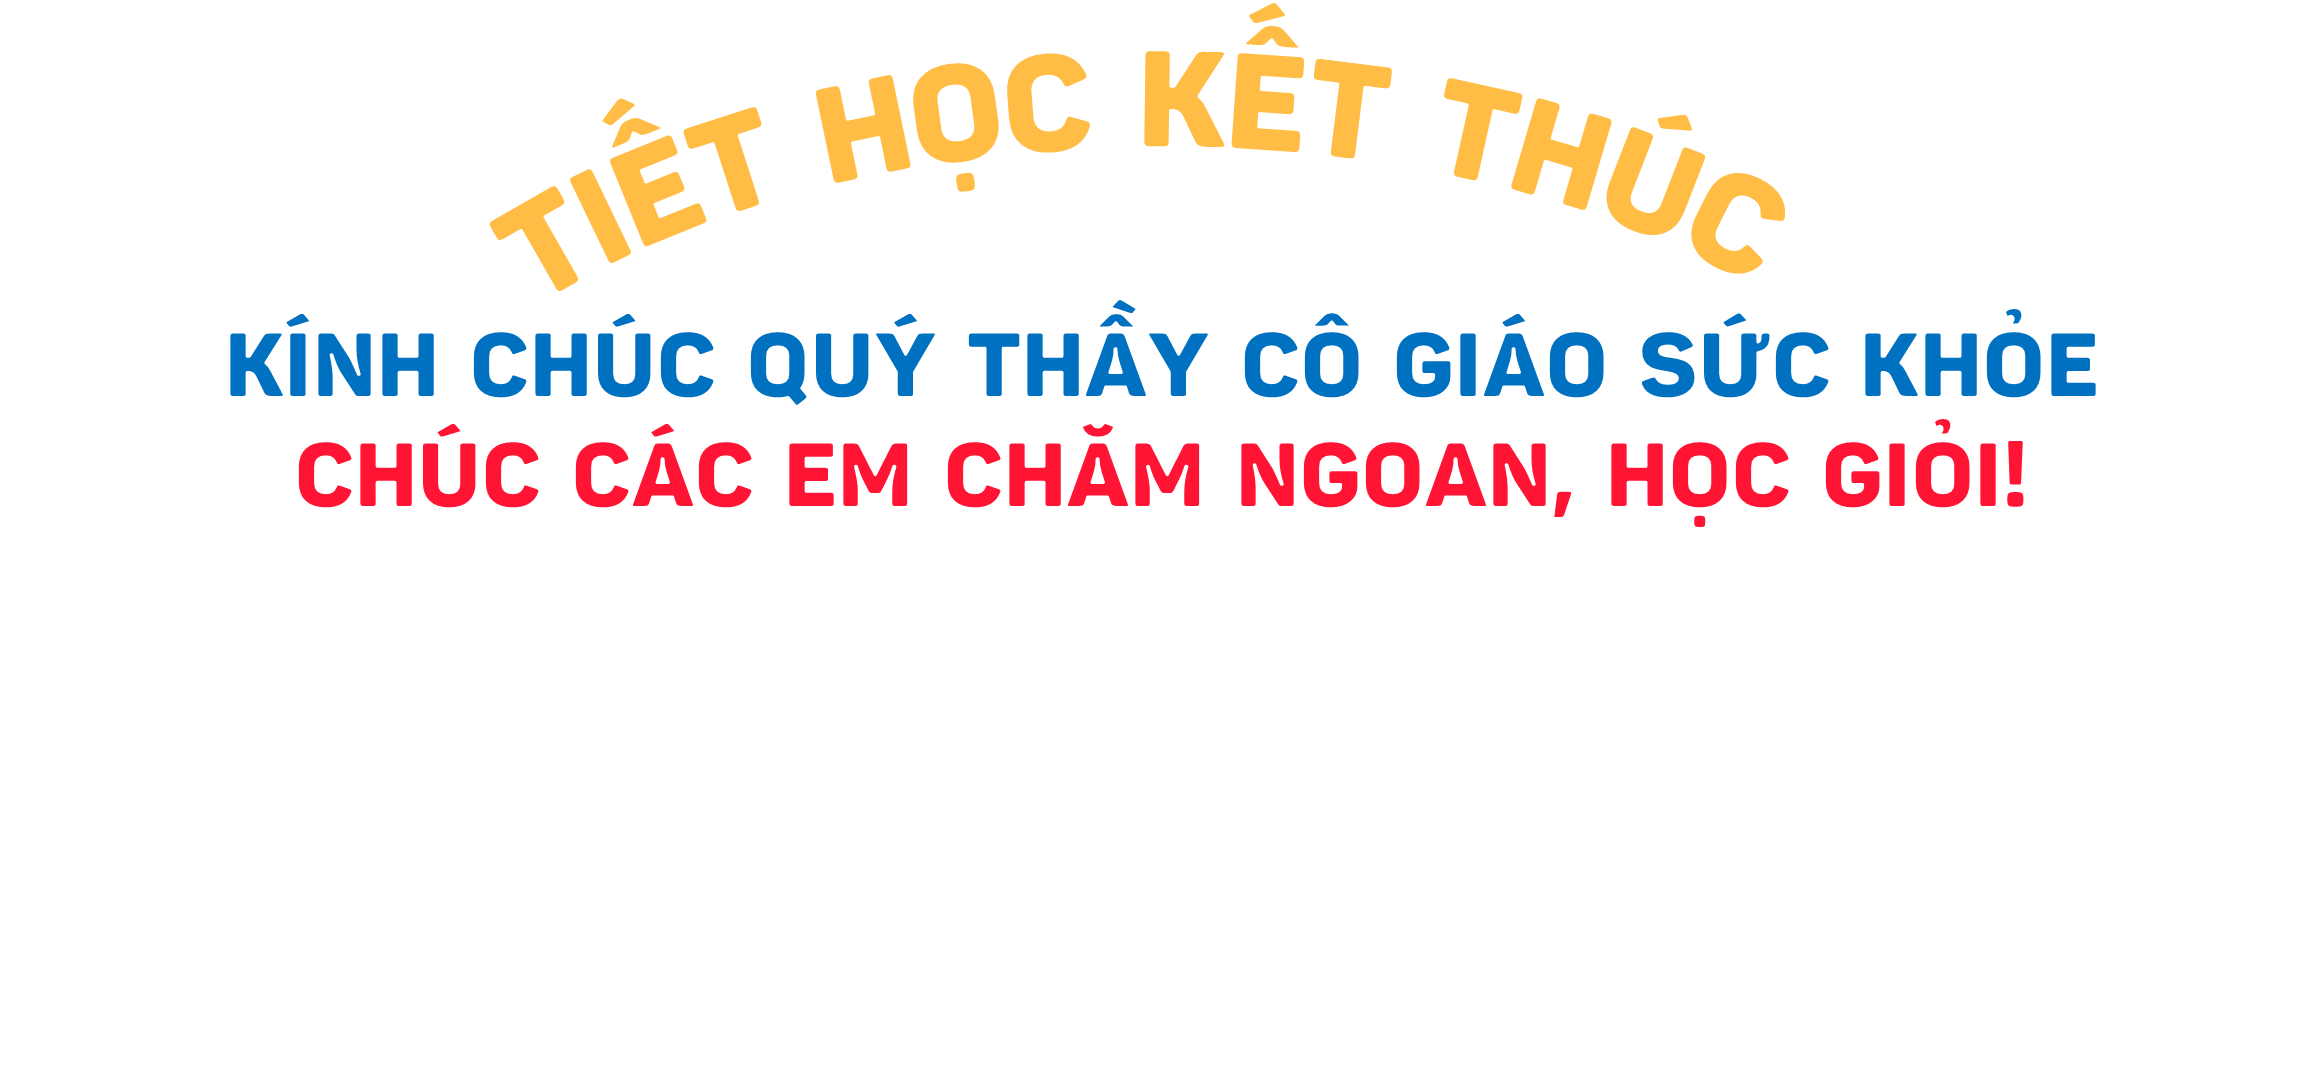 TIẾT HỌC KẾT THÚC
KÍNH CHÚC QUÝ THẦY CÔ GIÁO SỨC KHỎE
CHÚC CÁC EM CHĂM NGOAN, HỌC GIỎI!